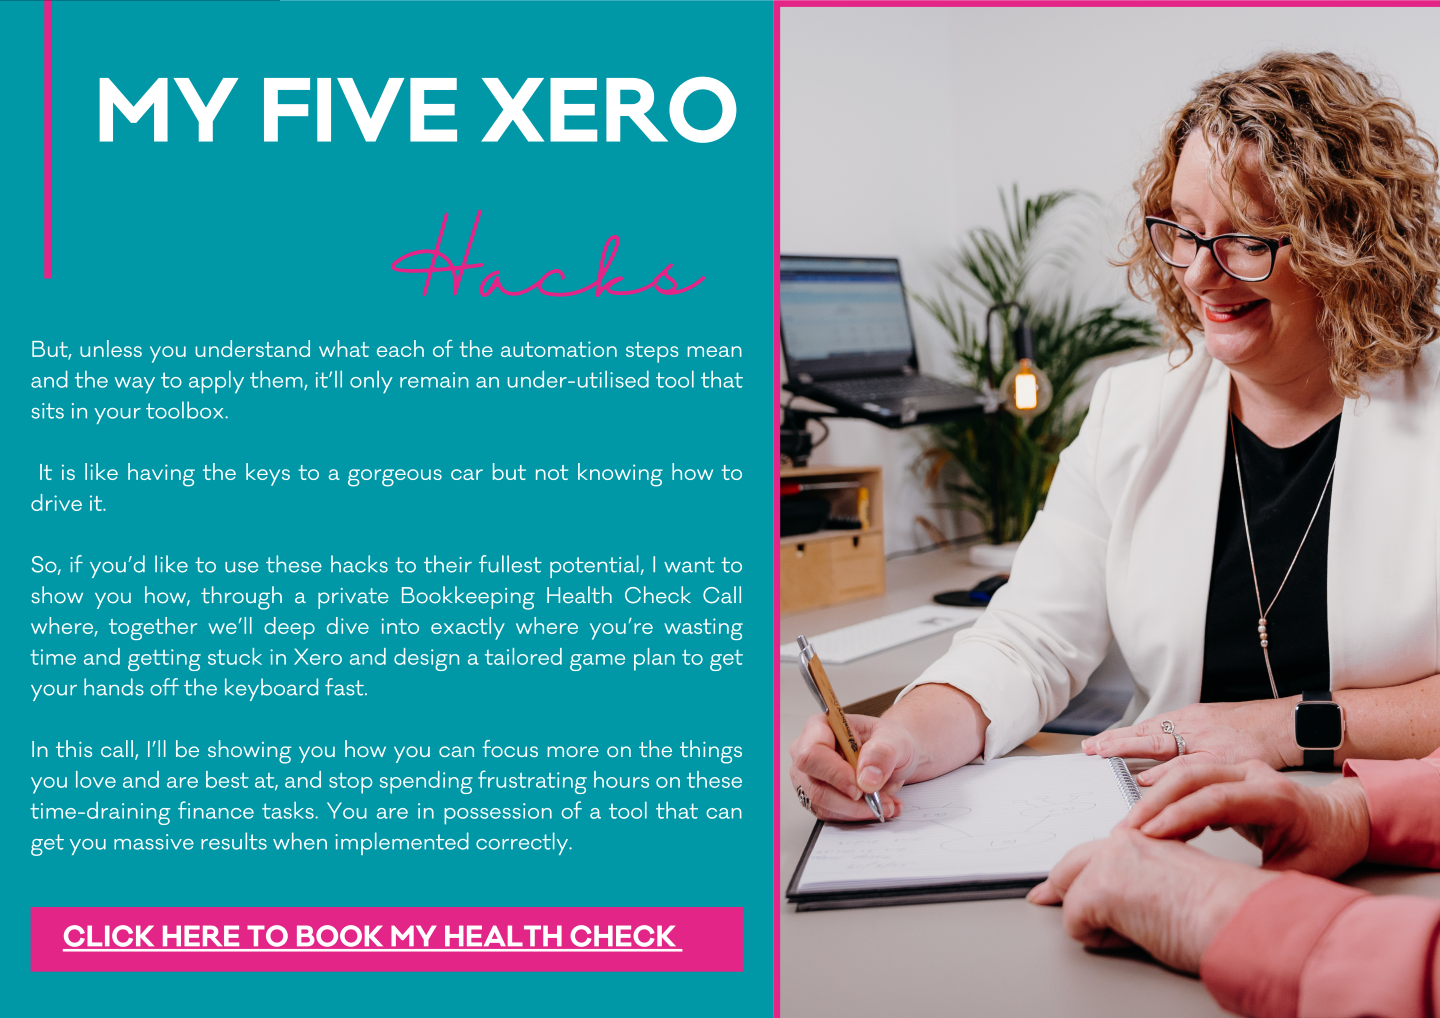 MY FIVE XERO
Hacks
But, unless you understand what each of the automation steps mean
and the way to apply them, it’ll only remain an under-utilised tool that
sits in your toolbox.
It is like having the keys to a gorgeous car but not knowing how to
drive it.
So, if you’d like to use these hacks to their fullest potential, I want to
show you how, through a private Bookkeeping Health Check Call
where, together we’ll deep dive into exactly where you’re wasting
time and getting stuck in Xero and design a tailored game plan to get
your hands off the keyboard fast.
In this call, I’ll be showing you how you can focus more on the things
you love and are best at, and stop spending frustrating hours on these
time-draining finance tasks. You are in possession of a tool that can
get you massive results when implemented correctly.
CLICK HERE TO BOOK MY HEALTH CHECK